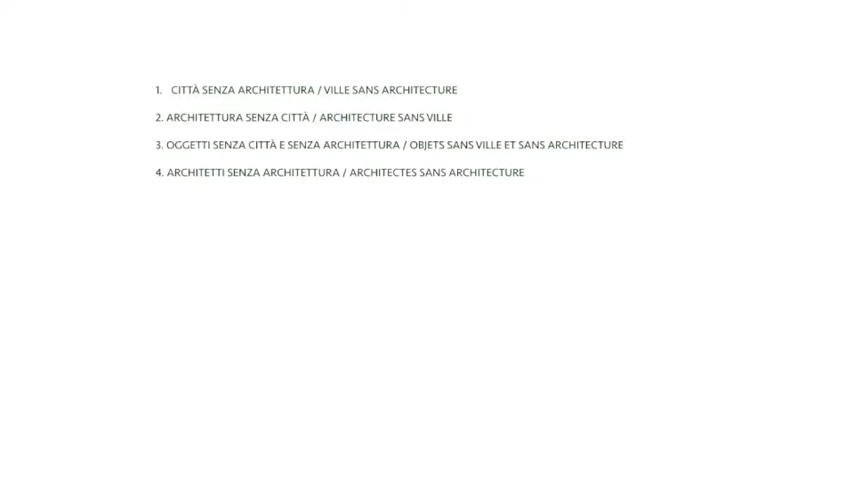 1. CITTÀ SENZA ARCHITETTURA / VILLE SANS ARCHITECTURE
2. ARCHITETTURA SENZA CITTÀ / ARCHITECTURE SANS VILLE
3. OGGETTI SENZA CITTÀ E SENZA ARCHITETTURA / OBJETS SANS VILLE ET SANS ARCHITECTURE
4. ARCHITETTI SENZA ARCHITETTURA / ARCHITECTES SANS ARCHITECTURE